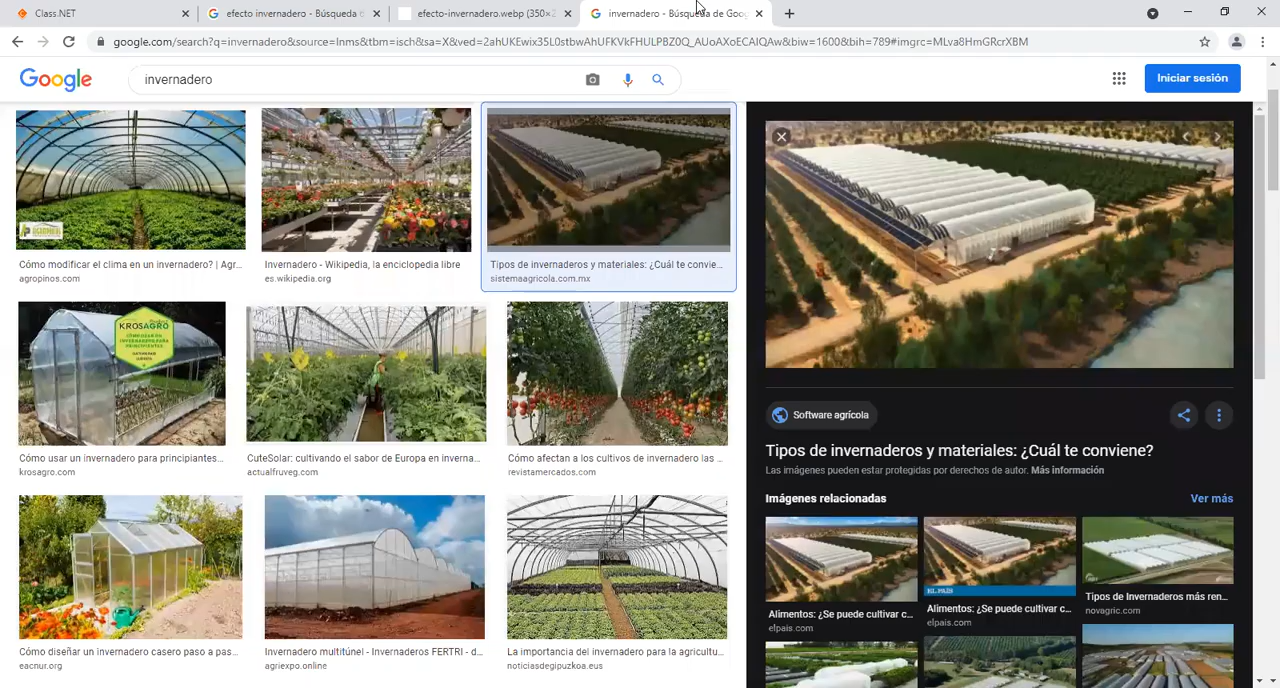 Class.NET
efecto invernadero - Búsqueda d
efecto-invernadero.webp (350×2
invernadero - Búsqueda de Goog
google.com/search?q=invernadero&source=lnms&tbm=isch&sa=X&ved=2ahUKEwix35L0stbwAhUFKVkFHULPBZ0Q_AUoAXoECAIQAw&biw=1600&bih=789#imgrc=MLva8HmGRcrXBM
Google
invernadero
Iniciar sesión
Cómo modificar el clima en un invernadero? | Agr...
agropinos.com
Invernadero - Wikipedia, la enciclopedia libre
es.wikipedia.org
Tipos de invernaderos y materiales: ¿Cuál te convie...
sistemaagricola.com.mx
KROSAGRO
Cómo usar un invernadero para principiantes...
krosagro.com
CuteSolar: cultivando el sabor de Europa en inverna...
actualfruveg.com
Cómo afectan a los cultivos de invernadero las ...
revistamercados.com
Cómo diseñar un invernadero casero paso a pas...
eacnur.org
Invernadero multitúnel - Invernaderos FERTRI - d...
agriexpo.online
La importancia del invernadero para la agricultu...
noticiasdegipuzkoa.eus
Software agrícola
Tipos de invernaderos y materiales: ¿Cuál te conviene?
Las imágenes pueden estar protegidas por derechos de autor. Más información
Imágenes relacionadas
Ver más
EL PAÍS
Alimentos: ¿Se puede cultivar c...
elpais.com
Alimentos: ¿Se puede cultivar c...
elpais.com
Tipos de Invernaderos más ren...
novagric.com